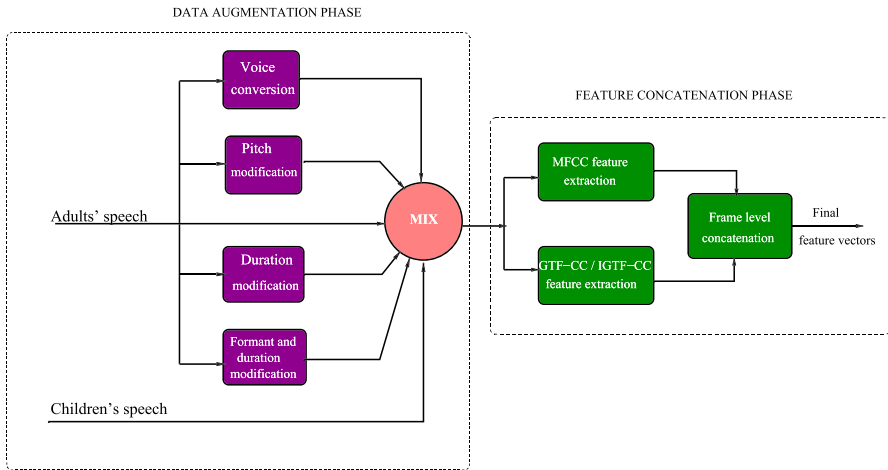 DATA AUGMENTATION PHASE
Voice
conversion
Pitch
modification
Adults’ speech
MIX
Duration
modification
Formant and
duration
modification
Children’s speech
FEATURE CONCATENATION PHASE
MFCC feature
extraction
GTF−CC / IGTF−CC
feature extraction
Frame level
concatenation
Final
feature vectors